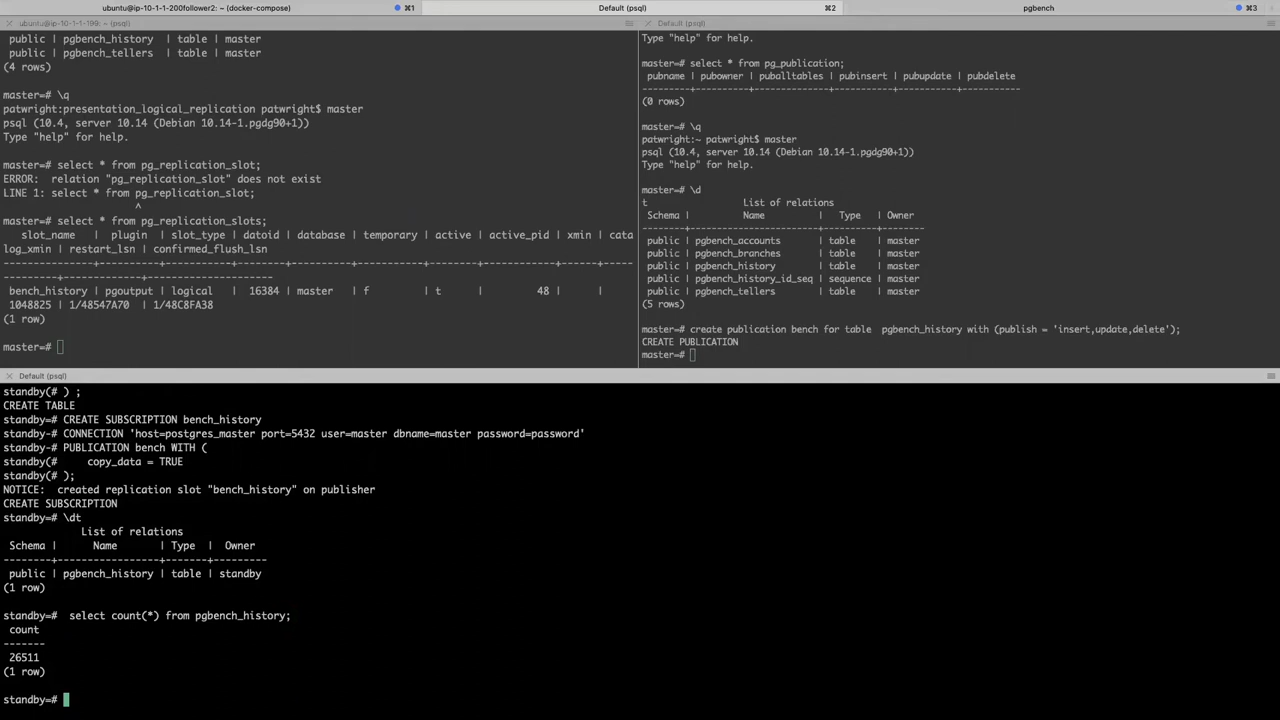 ubuntu@ip-10-1-1-200follower2: ~ (docker-compose) ⌘1 Default (psql) ⌘2 pgbench ⌘3
ubuntu@ip-10-1-1-199: ~ (psql)
public | pgbench_history | table | master
public | pgbench_tellers | table | master
(4 rows)
master=# \q
patwright:presentation_logical_replication patwright$ master
psql (10.4, server 10.14 (Debian 10.14-1.pgdg90+1))
Type "help" for help.
master=# select * from pg_replication_slot;
ERROR: relation "pg_replication_slot" does not exist
LINE 1: select * from pg_replication_slot;
^
master=# select * from pg_replication_slots;
slot_name | plugin | slot_type | datoid | database | temporary | active | active_pid | xmin | cata
log_xmin | restart_lsn | confirmed_flush_lsn
-------------+----------+-----------+--------+----------+-----------+--------+------------+------+-----
---------+-------------+---------------------
bench_history | pgoutput | logical | 16384 | master | f | t | 48 | |
1048825 | 1/48547A70 | 1/48C8FA38
(1 row)
master=#
Default (psql)
Type "help" for help.
master=# select * from pg_publication;
pubname | pubowner | puballtables | pubinsert | pubupdate | pubdelete
---------+----------+--------------+-----------+-----------+-----------
(0 rows)
master=# \q
patwright:~ patwright$ master
psql (10.4, server 10.14 (Debian 10.14-1.pgdg90+1))
Type "help" for help.
master=# \d
t List of relations
Schema | Name | Type | Owner
--------+------------------------+----------+--------
public | pgbench_accounts | table | master
public | pgbench_branches | table | master
public | pgbench_history | table | master
public | pgbench_history_id_seq | sequence | master
public | pgbench_tellers | table | master
(5 rows)
master=# create publication bench for table pgbench_history with (publish = 'insert,update,delete');
CREATE PUBLICATION
master=#
Default (psql)
standby(# ) ;
CREATE TABLE
standby=# CREATE SUBSCRIPTION bench_history
standby-# CONNECTION 'host=postgres_master port=5432 user=master dbname=master password=password'
standby-# PUBLICATION bench WITH (
standby(# copy_data = TRUE
standby(# );
NOTICE: created replication slot "bench_history" on publisher
CREATE SUBSCRIPTION
standby=# \dt
List of relations
Schema | Name | Type | Owner
--------+-----------------+-------+---------
public | pgbench_history | table | standby
(1 row)
standby=# select count(*) from pgbench_history;
count
-------
26511
(1 row)
standby=#